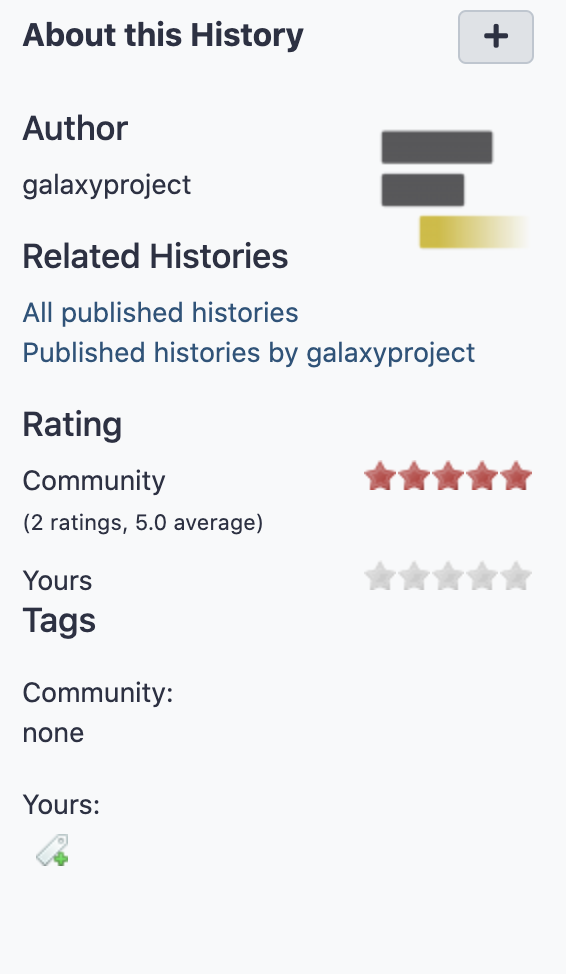 About this History
Author
galaxyproject
Related Histories
All published histories
Published histories by galaxyproject
Rating
Community
(2 ratings, 5.0 average)
Yours
Tags
Community:
none
Yours: